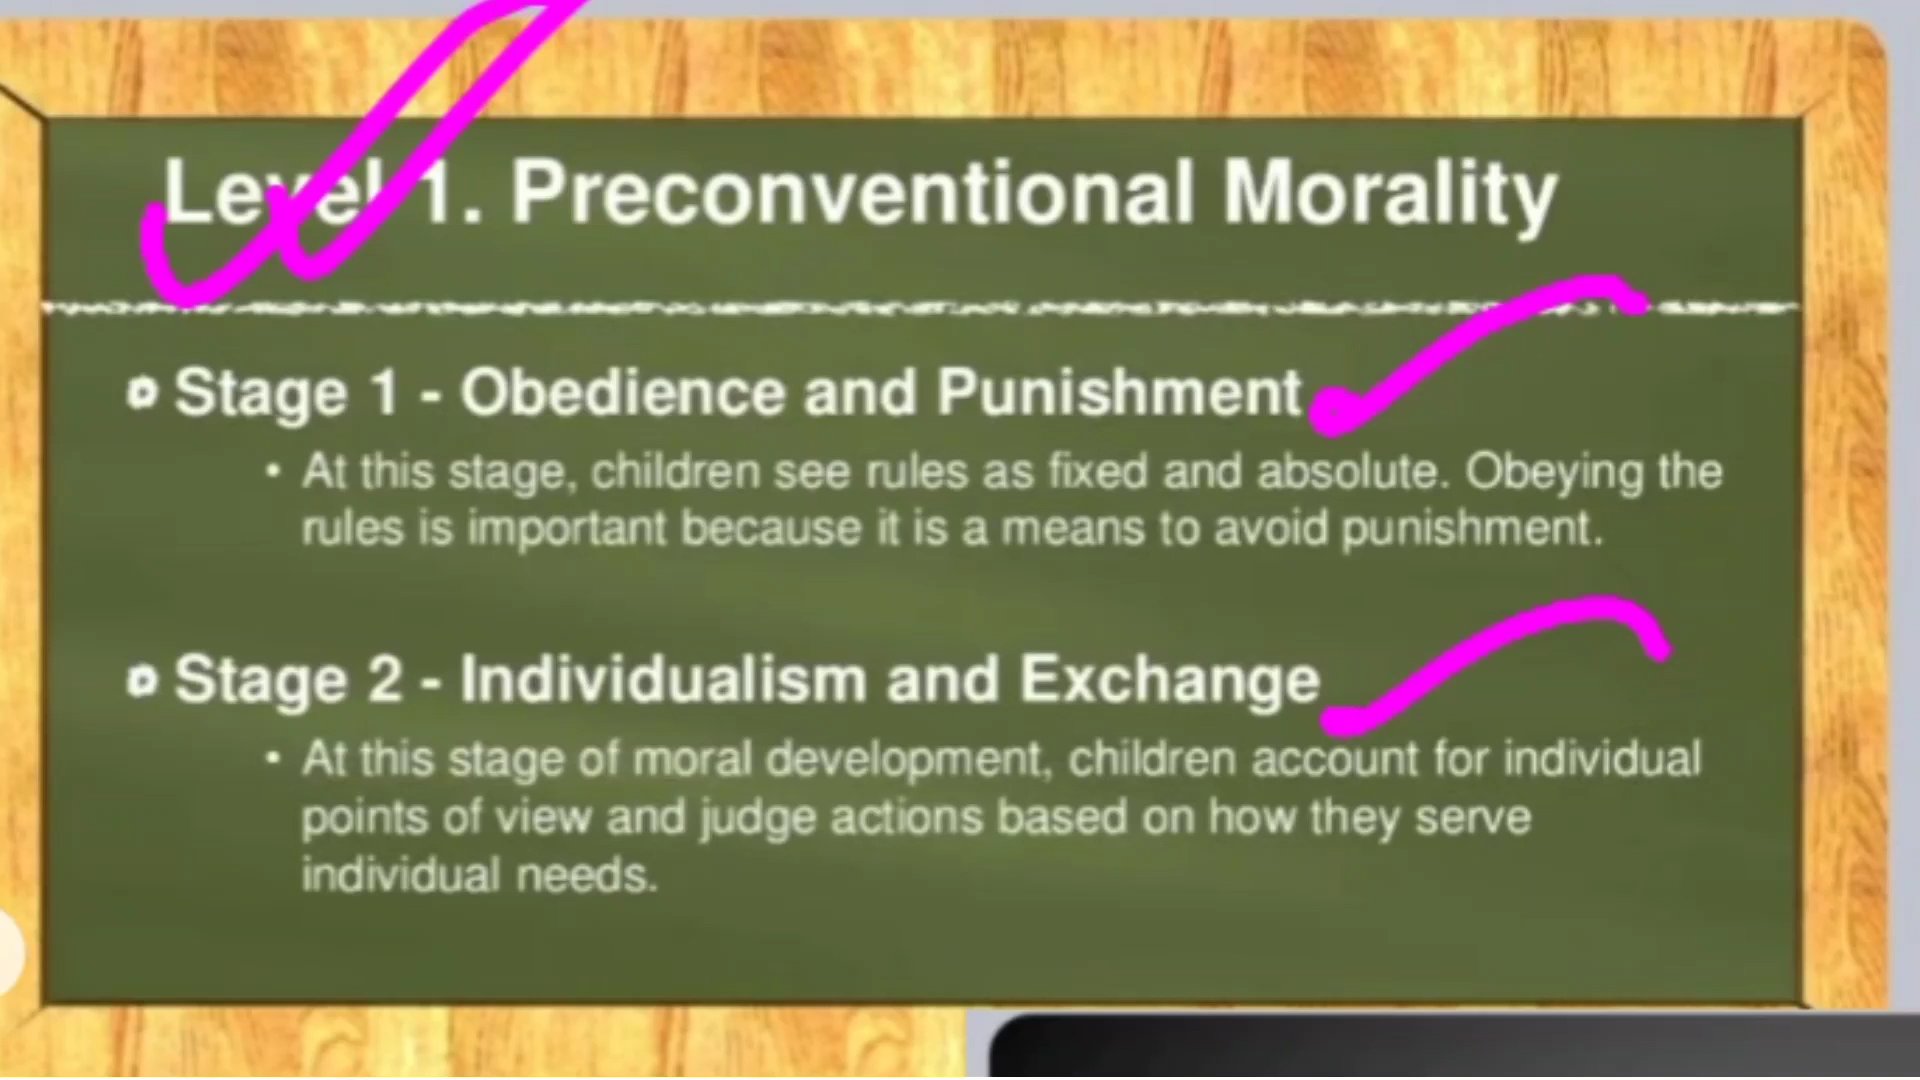 Level 1. Preconventional Morality
Stage 1 - Obedience and Punishment
• At this stage, children see rules as fixed and absolute. Obeying the
rules is important because it is a means to avoid punishment.
Stage 2 - Individualism and Exchange
• At this stage of moral development, children account for individual
points of view and judge actions based on how they serve
individual needs.